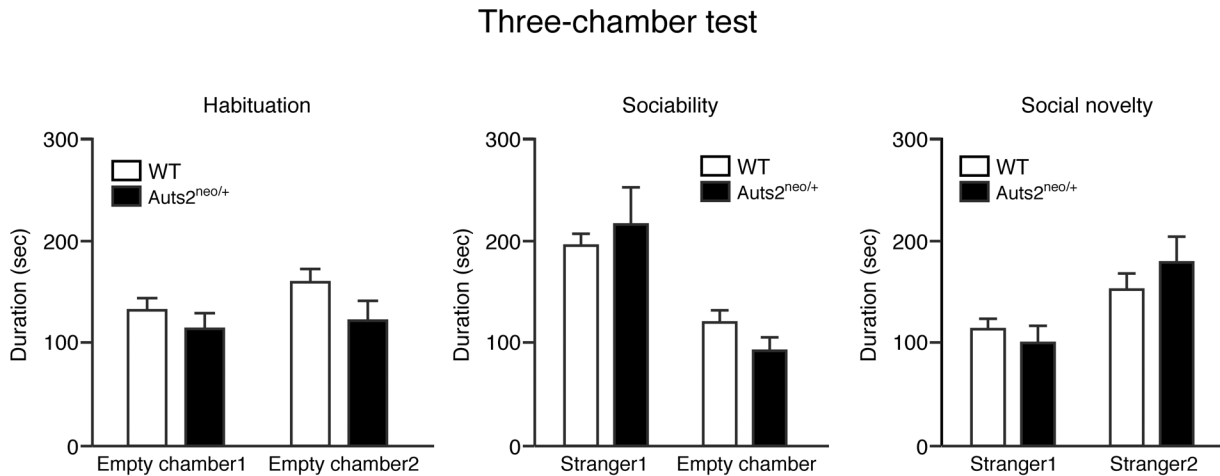 Three-chamber test
Habituation
300
200
100
0
Duration (sec)
WT
Auts2neo/+
Empty chamber1 Empty chamber2
Sociability
300
200
100
0
Duration (sec)
WT
Auts2neo/+
Stranger1 Empty chamber
Social novelty
300
200
100
0
Duration (sec)
WT
Auts2neo/+
Stranger1 Stranger2